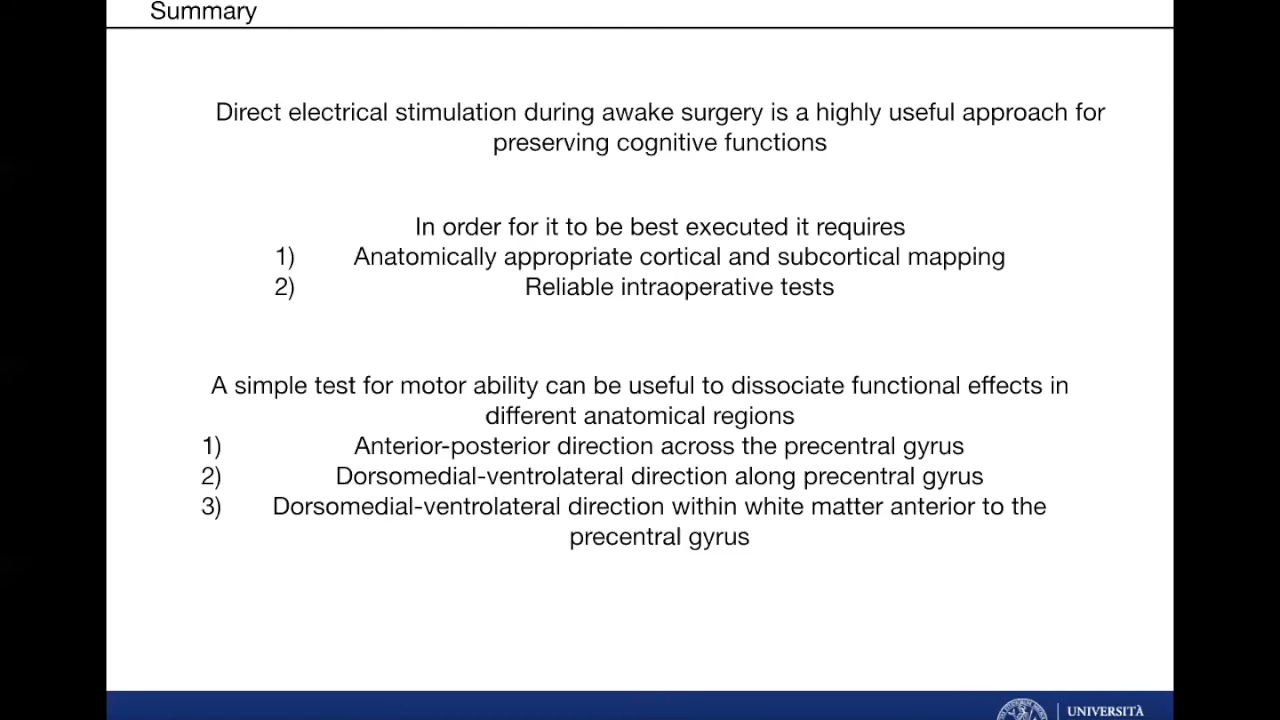 Summary
Direct electrical stimulation during awake surgery is a highly useful approach for
preserving cognitive functions
In order for it to be best executed it requires
1) Anatomically appropriate cortical and subcortical mapping
2) Reliable intraoperative tests
A simple test for motor ability can be useful to dissociate functional effects in
different anatomical regions
1) Anterior-posterior direction across the precentral gyrus
2) Dorsomedial-ventrolateral direction along precentral gyrus
3) Dorsomedial-ventrolateral direction within white matter anterior to the
precentral gyrus
UNIVERSITÀ